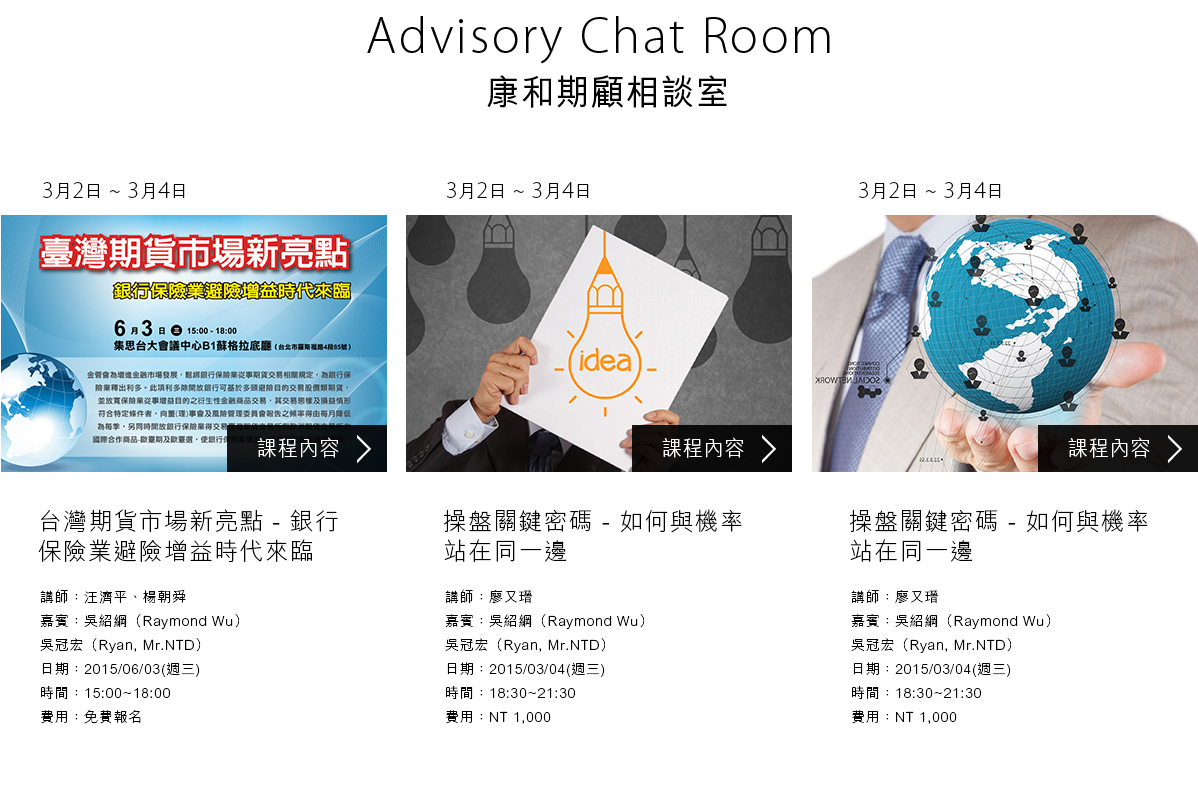 Advisory Chat Room
康和期顧相談室
3月2日 ~ 3月4日
臺灣期貨市場新亮點
銀行保險業避險增益時代來臨
6 月 3 日 三 15:00 - 18:00
集思台大會議中心B1蘇格拉底廳 (台北市羅斯福路4段85號)
金管會為增進金融市場發展，鬆綁銀行保險業從事期貨交易相關規定，為銀行保
險業釋出利多。此項利多除開放銀行可基於多頭避險目的交易股價類期貨，
並放寬保險業從事增益目的之衍生性金融商品交易，其交易態樣及損益情形
符合特定條件者，向董(理)事會及風險管理委員會報告之頻率得由每月降低
為每季，另同時開放銀行保險業得交易臺灣期貨交易所與歐洲期貨交易所
國際合作商品-歐臺期及歐臺選，使銀行
課程內容
台灣期貨市場新亮點 - 銀行
保險業避險增益時代來臨
講師：汪濟平、楊朝舜
嘉賓：吳紹綱（Raymond Wu）
吳冠宏（Ryan, Mr.NTD）
日期：2015/06/03(週三)
時間：15:00~18:00
費用：免費報名
3月2日 ~ 3月4日
idea
課程內容
操盤關鍵密碼 - 如何與機率
站在同一邊
講師：廖又瑨
嘉賓：吳紹綱（Raymond Wu）
吳冠宏（Ryan, Mr.NTD）
日期：2015/03/04(週三)
時間：18:30~21:30
費用：NT 1,000
3月2日 ~ 3月4日
SOCIAL NETWORK
課程內容
操盤關鍵密碼 - 如何與機率
站在同一邊
講師：廖又瑨
嘉賓：吳紹綱（Raymond Wu）
吳冠宏（Ryan, Mr.NTD）
日期：2015/03/04(週三)
時間：18:30~21:30
費用：NT 1,000